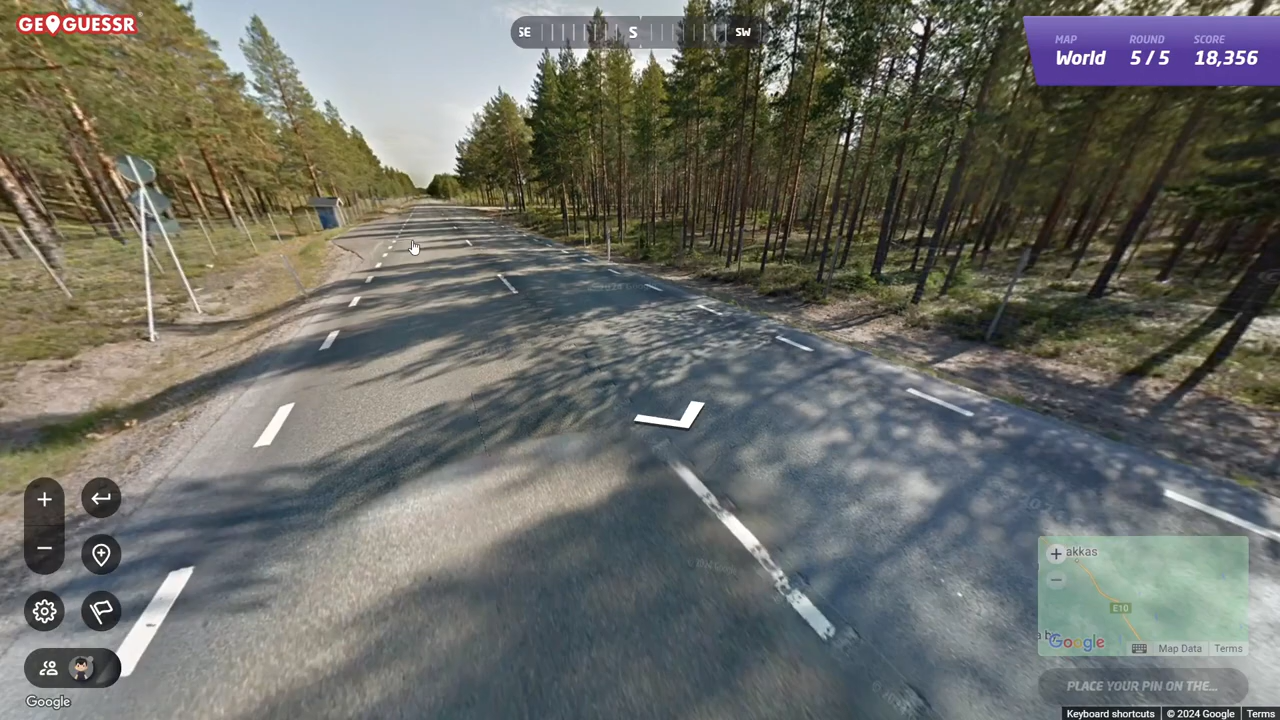 GEOGUESSR
SE
S
SW
MAP
World
ROUND
5 / 5
SCORE
18,356
akkas
E10
Google
Map Data
Terms
PLACE YOUR PIN ON THE...
Google
Keyboard shortcuts
© 2024 Google
Terms